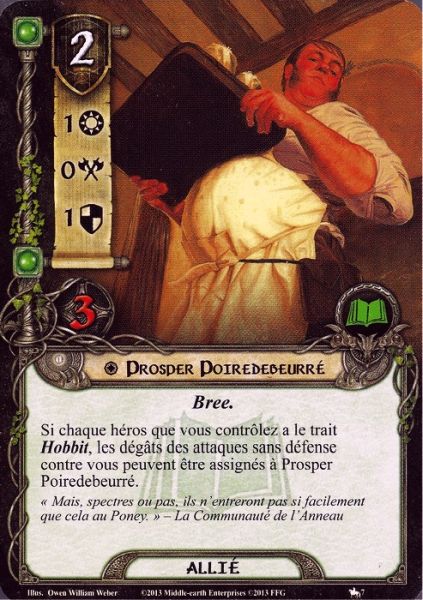 2
1
0
1
3
Prosper Poiredebeurré
Bree.
Si chaque héros que vous contrôlez a le trait
Hobbit, les dégâts des attaques sans défense
contre vous peuvent être assignés à Prosper
Poiredebeurré.
« Mais, spectres ou pas, ils n'entreront pas si facilement
que cela au Poney. » – La Communauté de l'Anneau
ALLIÉ
Illus. Owen William Weber ©2013 Middle-earth Enterprises ©2013 FFG 7